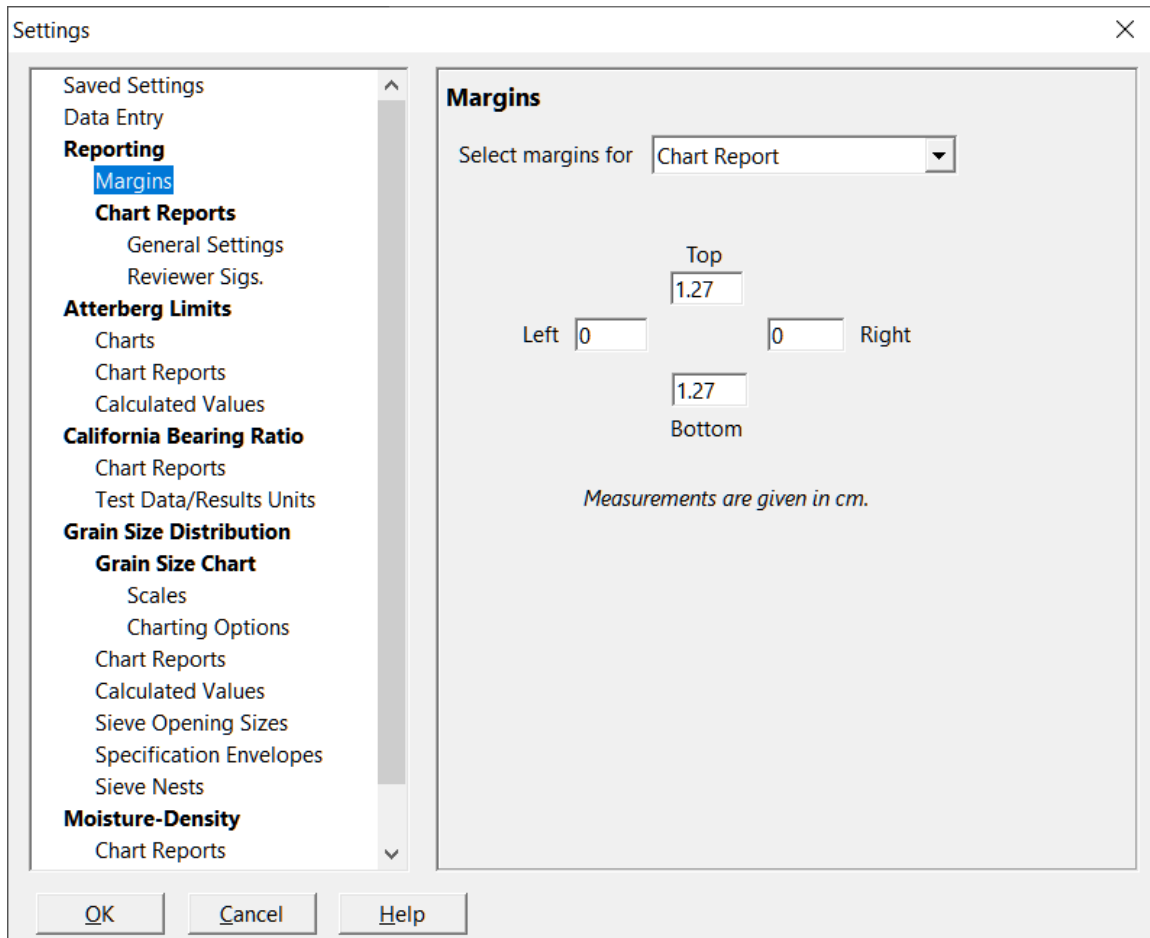 Settings
Saved Settings
Data Entry
Reporting
Margins
Chart Reports
General Settings
Reviewer Sigs.
Atterberg Limits
Charts
Chart Reports
Calculated Values
California Bearing Ratio
Chart Reports
Test Data/Results Units
Grain Size Distribution
Grain Size Chart
Scales
Charting Options
Chart Reports
Calculated Values
Sieve Opening Sizes
Specification Envelopes
Sieve Nests
Moisture-Density
Chart Reports
Margins
Select margins for Chart Report
Top
1.27
Left 0 0 Right
1.27
Bottom
Measurements are given in cm.
OK Cancel Help